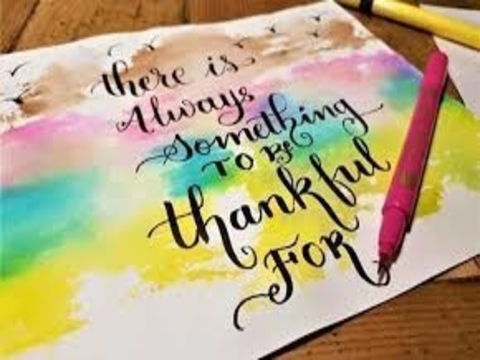 there is
Always
something
TO BE
thankful
FOR